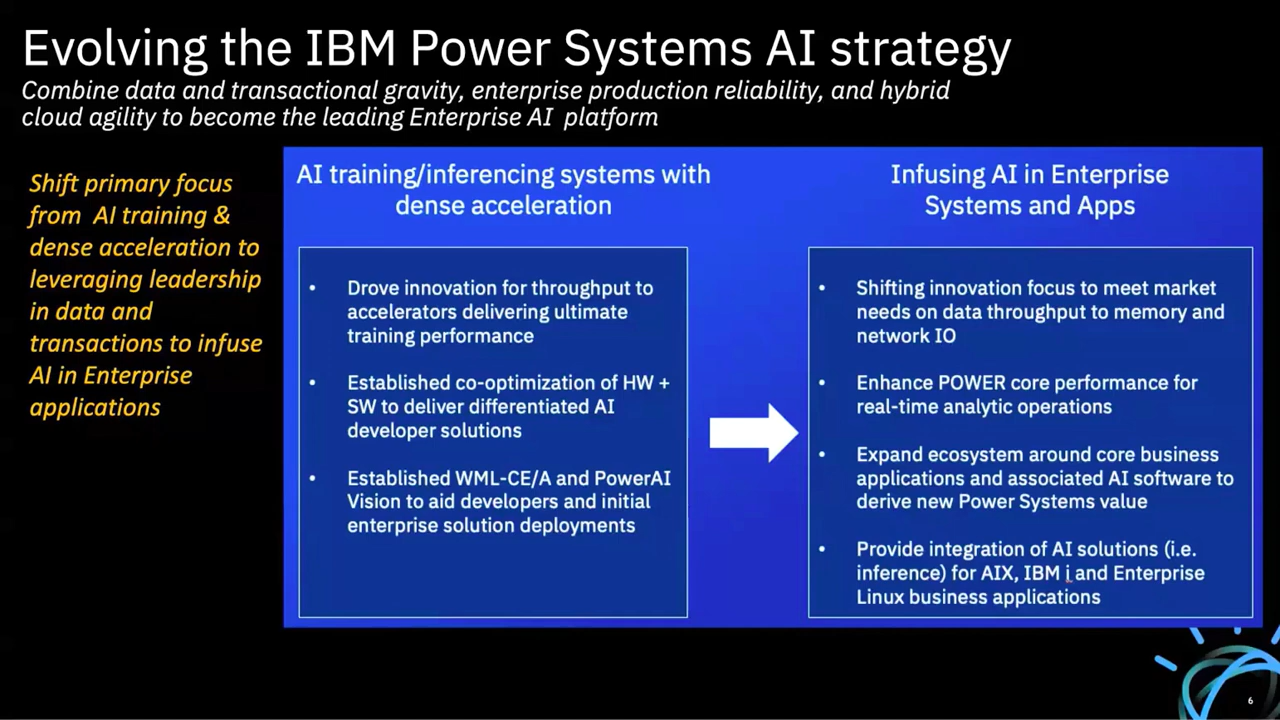 Evolving the IBM Power Systems AI strategy
Combine data and transactional gravity, enterprise production reliability, and hybrid
cloud agility to become the leading Enterprise AI platform
Shift primary focus
from AI training &
dense acceleration to
leveraging leadership
in data and
transactions to infuse
AI in Enterprise
applications
AI training/inferencing systems with
dense acceleration
• Drove innovation for throughput to
accelerators delivering ultimate
training performance
• Established co-optimization of HW +
SW to deliver differentiated AI
developer solutions
• Established WML-CE/A and PowerAI
Vision to aid developers and initial
enterprise solution deployments
Infusing AI in Enterprise
Systems and Apps
• Shifting innovation focus to meet market
needs on data throughput to memory and
network IO
• Enhance POWER core performance for
real-time analytic operations
• Expand ecosystem around core business
applications and associated AI software to
derive new Power Systems value
• Provide integration of AI solutions (i.e.
inference) for AIX, IBM i and Enterprise
Linux business applications
6